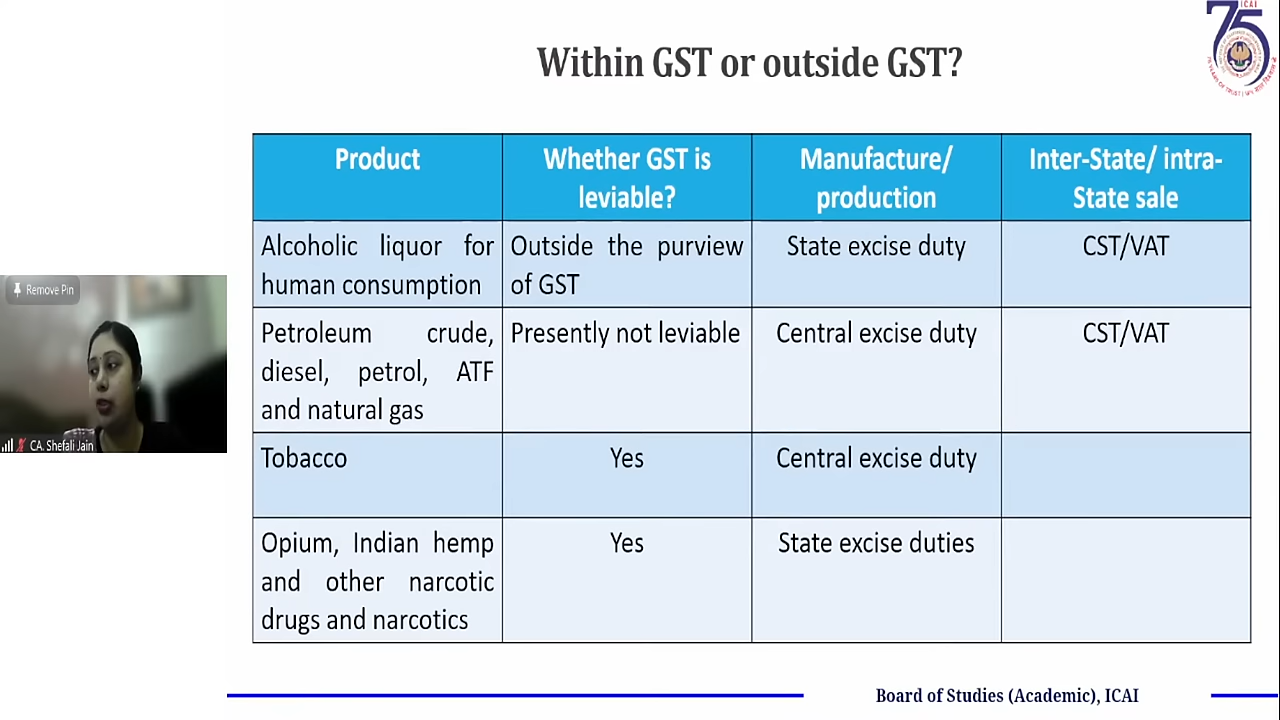 ICAI
75
Within GST or outside GST?
Product
Whether GST is
leviable?
Manufacture/
production
Inter-State/ intra-
State sale
Alcoholic liquor for
human consumption
Outside the purview
of GST
State excise duty
CST/VAT
Petroleum crude,
diesel, petrol, ATF
and natural gas
Presently not leviable
Central excise duty
CST/VAT
Tobacco
Yes
Central excise duty
Opium, Indian hemp
and other narcotic
drugs and narcotics
Yes
State excise duties
Remove Pin
CA. Shefali Jain
Board of Studies (Academic), ICAI